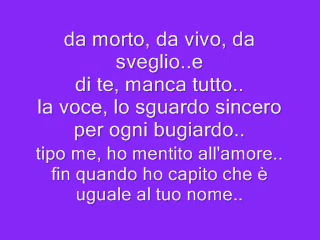 da morto, da vivo, da
sveglio..e
di te, manca tutto..
la voce, lo sguardo sincero
per ogni bugiardo..
tipo me, ho mentito all'amore..
fin quando ho capito che è
uguale al tuo nome..